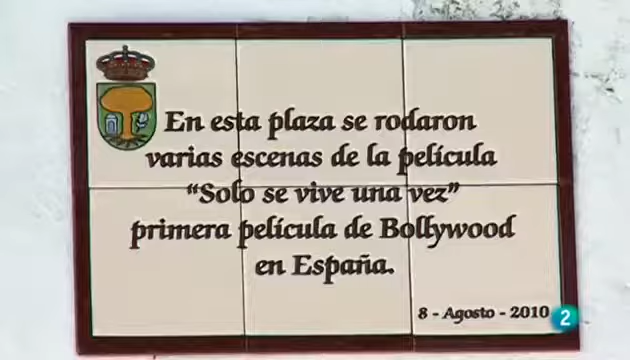 En esta plaza se rodaron
varias escenas de la película
“Solo se vive una vez”
primera película de Bollywood
en España.
8 - Agosto - 2010
2